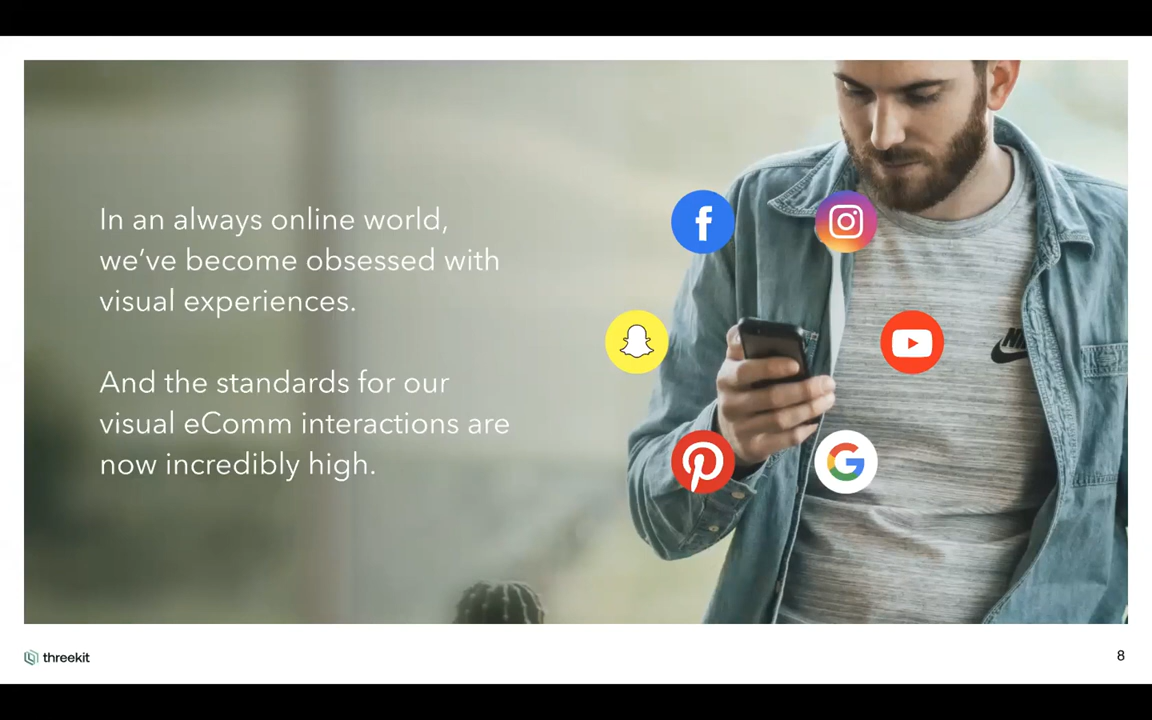 In an always online world,
we’ve become obsessed with
visual experiences.
And the standards for our
visual eComm interactions are
now incredibly high.
threekit
8